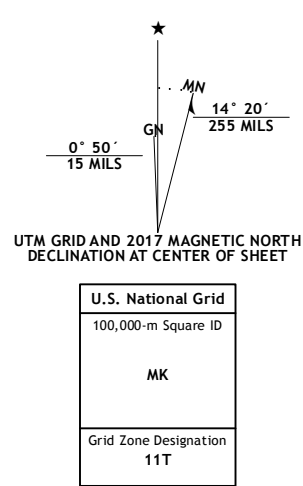 ★
MN
14° 20´
255 MILS
GN
0° 50´
15 MILS
UTM GRID AND 2017 MAGNETIC NORTH
DECLINATION AT CENTER OF SHEET
U.S. National Grid
100,000-m Square ID
MK
Grid Zone Designation
11T